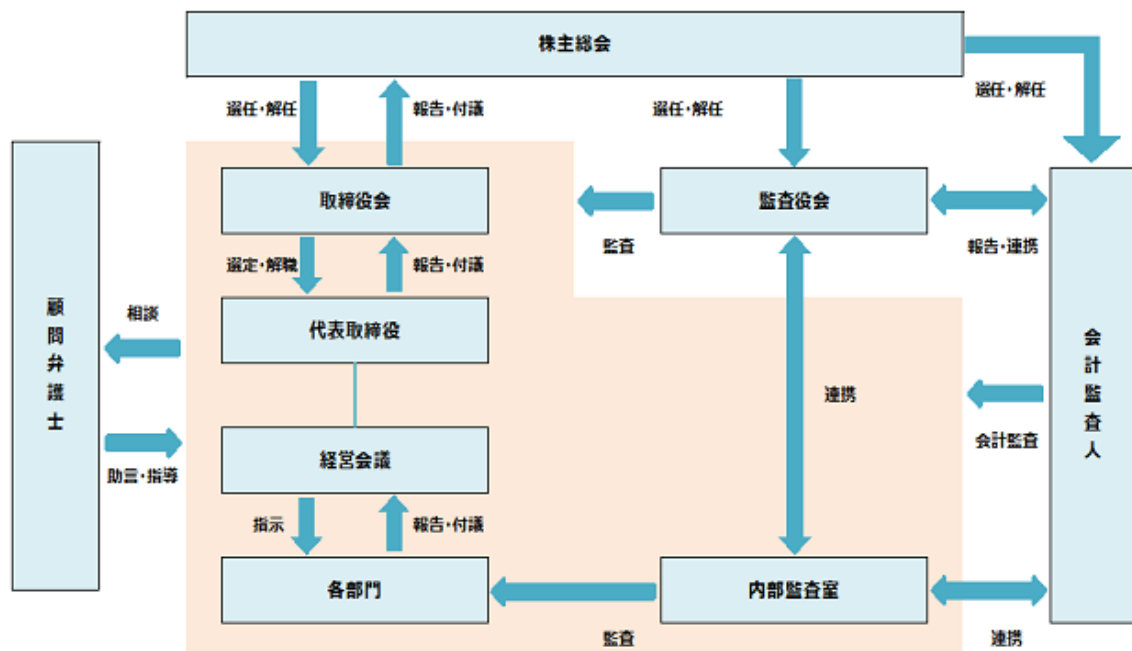 株主総会
選任・解任
報告・付議
選任・解任
選任・解任
取締役会
監査役会
監査
報告・連携
選定・解職
報告・付議
顧問弁護士
相談
代表取締役
会計監査人
連携
会計監査
経営会議
助言・指導
指示
報告・付議
各部門
内部監査室
監査
連携